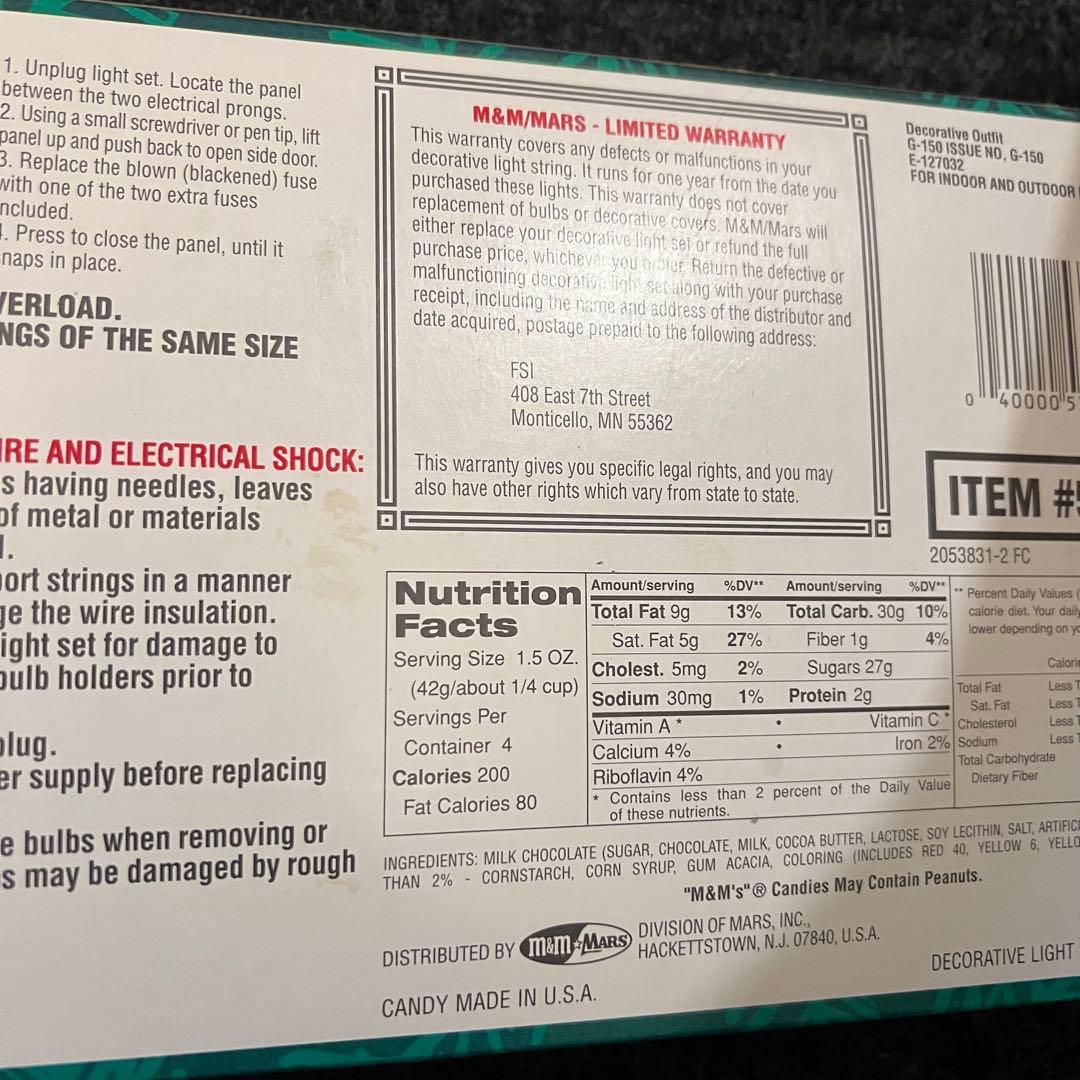 1. Unplug light set. Locate the panel
between the two electrical prongs.
2. Using a small screwdriver or pen tip, lift
panel up and push back to open side door.
3. Replace the blown (blackened) fuse
with one of the two extra fuses
ncluded.
. Press to close the panel, until it
naps in place.
VERLOAD.
NGS OF THE SAME SIZE
IRE AND ELECTRICAL SHOCK:
s having needles, leaves
of metal or materials
.
ort strings in a manner
ge the wire insulation.
ight set for damage to
bulb holders prior to
plug.
er supply before replacing
e bulbs when removing or
s may be damaged by rough
M&M/MARS - LIMITED WARRANTY
This warranty covers any defects or malfunctions in your
decorative light string. It runs for one year from the date you
purchased these lights. This warranty does not cover
replacement of bulbs or decorative covers. M&M/Mars will
either replace your decorative light set or refund the full
purchase price, whichever you prefer. Return the defective or
malfunctioning decorative light set along with your purchase
receipt, including the name and address of the distributor and
date acquired, postage prepaid to the following address:
FSI
408 East 7th Street
Monticello, MN 55362
This warranty gives you specific legal rights, and you may
also have other rights which vary from state to state.
Decorative Outfit
G-150 ISSUE NO, G-150
E-127032
FOR INDOOR AND OUTDOOR
0 40000 5
ITEM #
2053831-2 FC
Nutrition
Facts
Serving Size 1.5 OZ.
(42g/about 1/4 cup)
Servings Per
Container 4
Calories 200
Fat Calories 80
Amount/serving %DV** Amount/serving %DV**
Total Fat 9g 13% Total Carb. 30g 10%
Sat. Fat 5g 27% Fiber 1g 4%
Cholest. 5mg 2% Sugars 27g
Sodium 30mg 1% Protein 2g
Vitamin A * • Vitamin C *
Calcium 4% • Iron 2%
Riboflavin 4%
* Contains less than 2 percent of the Daily Value
of these nutrients.
** Percent Daily Values (
calorie diet. Your daily
lower depending on yo
Calorie
Total Fat Less T
Sat. Fat Less T
Cholesterol Less T
Sodium Less T
Total Carbohydrate
Dietary Fiber
INGREDIENTS: MILK CHOCOLATE (SUGAR, CHOCOLATE, MILK, COCOA BUTTER, LACTOSE, SOY LECITHIN, SALT, ARTIFICI
THAN 2% - CORNSTARCH, CORN SYRUP, GUM ACACIA, COLORING (INCLUDES RED 40, YELLOW 6, YELLO
"M&M's"® Candies May Contain Peanuts.
DISTRIBUTED BY m&m MARS DIVISION OF MARS, INC.,
HACKETTSTOWN, N.J. 07840, U.S.A.
CANDY MADE IN U.S.A.
DECORATIVE LIGHT